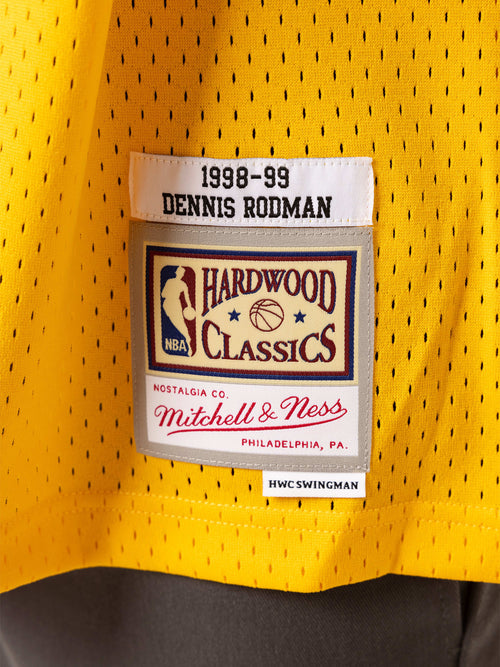 1998-99
DENNIS RODMAN
HARDWOOD
CLASSICS
NBA
NOSTALGIA CO.
Mitchell & Ness
PHILADELPHIA, PA.
HWC SWINGMAN